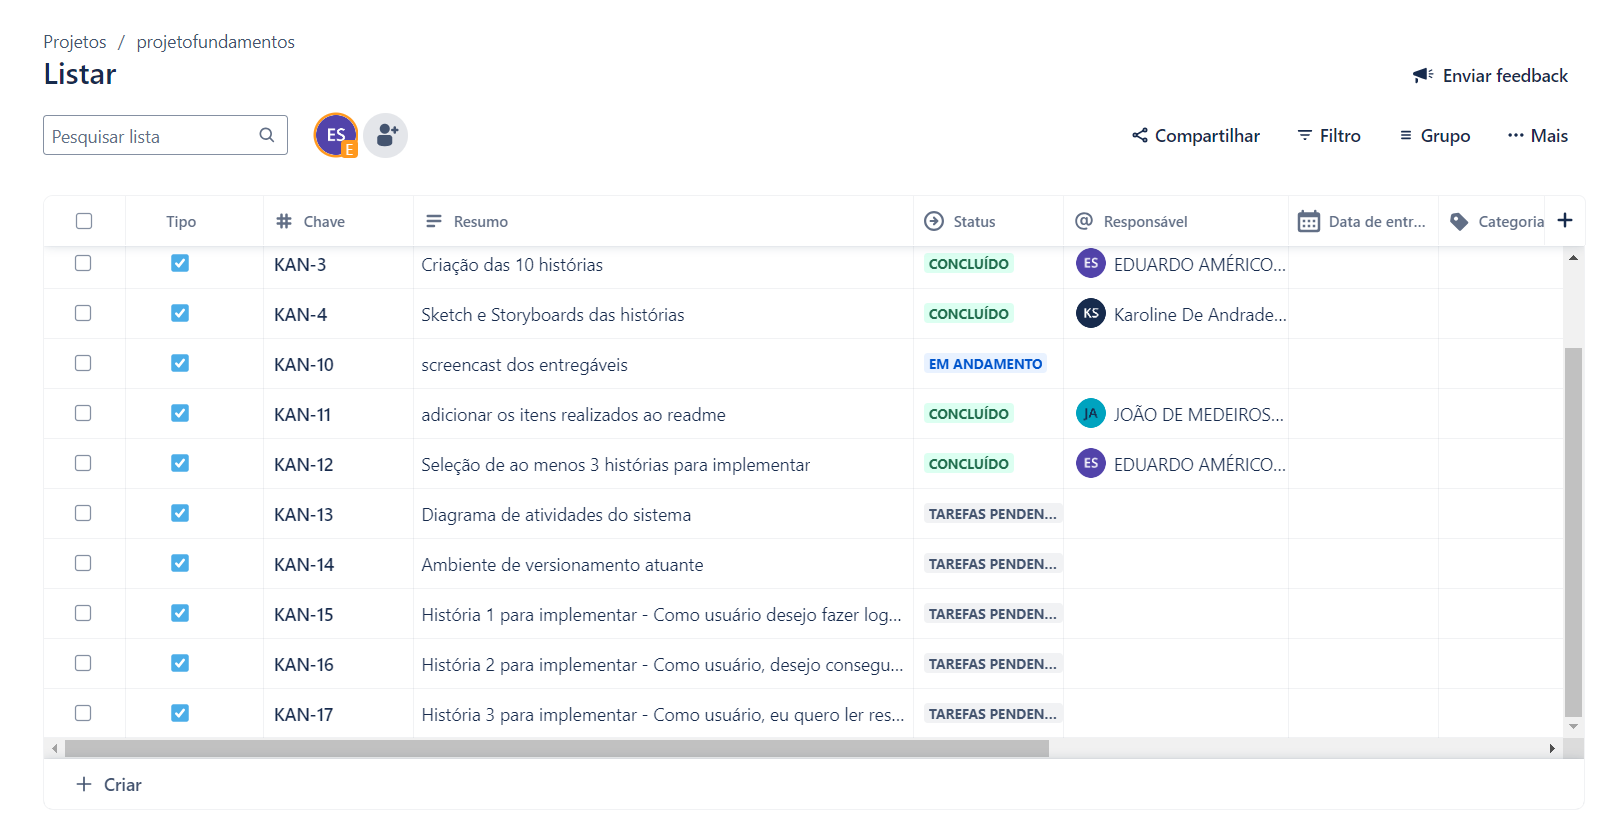 Projetos / projetofundamentos
Listar
Enviar feedback
Pesquisar lista ES E Compartilhar Filtro Grupo Mais
Tipo Chave Resumo Status Responsável Data de entr... Categoria
KAN-3 Criação das 10 histórias CONCLUÍDO ES EDUARDO AMÉRICO...
KAN-4 Sketch e Storyboards das histórias CONCLUÍDO KS Karoline De Andrade...
KAN-10 screencast dos entregáveis EM ANDAMENTO
KAN-11 adicionar os itens realizados ao readme CONCLUÍDO JA JOÃO DE MEDEIROS...
KAN-12 Seleção de ao menos 3 histórias para implementar CONCLUÍDO ES EDUARDO AMÉRICO...
KAN-13 Diagrama de atividades do sistema TAREFAS PENDEN...
KAN-14 Ambiente de versionamento atuante TAREFAS PENDEN...
KAN-15 História 1 para implementar - Como usuário desejo fazer log... TAREFAS PENDEN...
KAN-16 História 2 para implementar - Como usuário, desejo consegu... TAREFAS PENDEN...
KAN-17 História 3 para implementar - Como usuário, eu quero ler res... TAREFAS PENDEN...
+ Criar